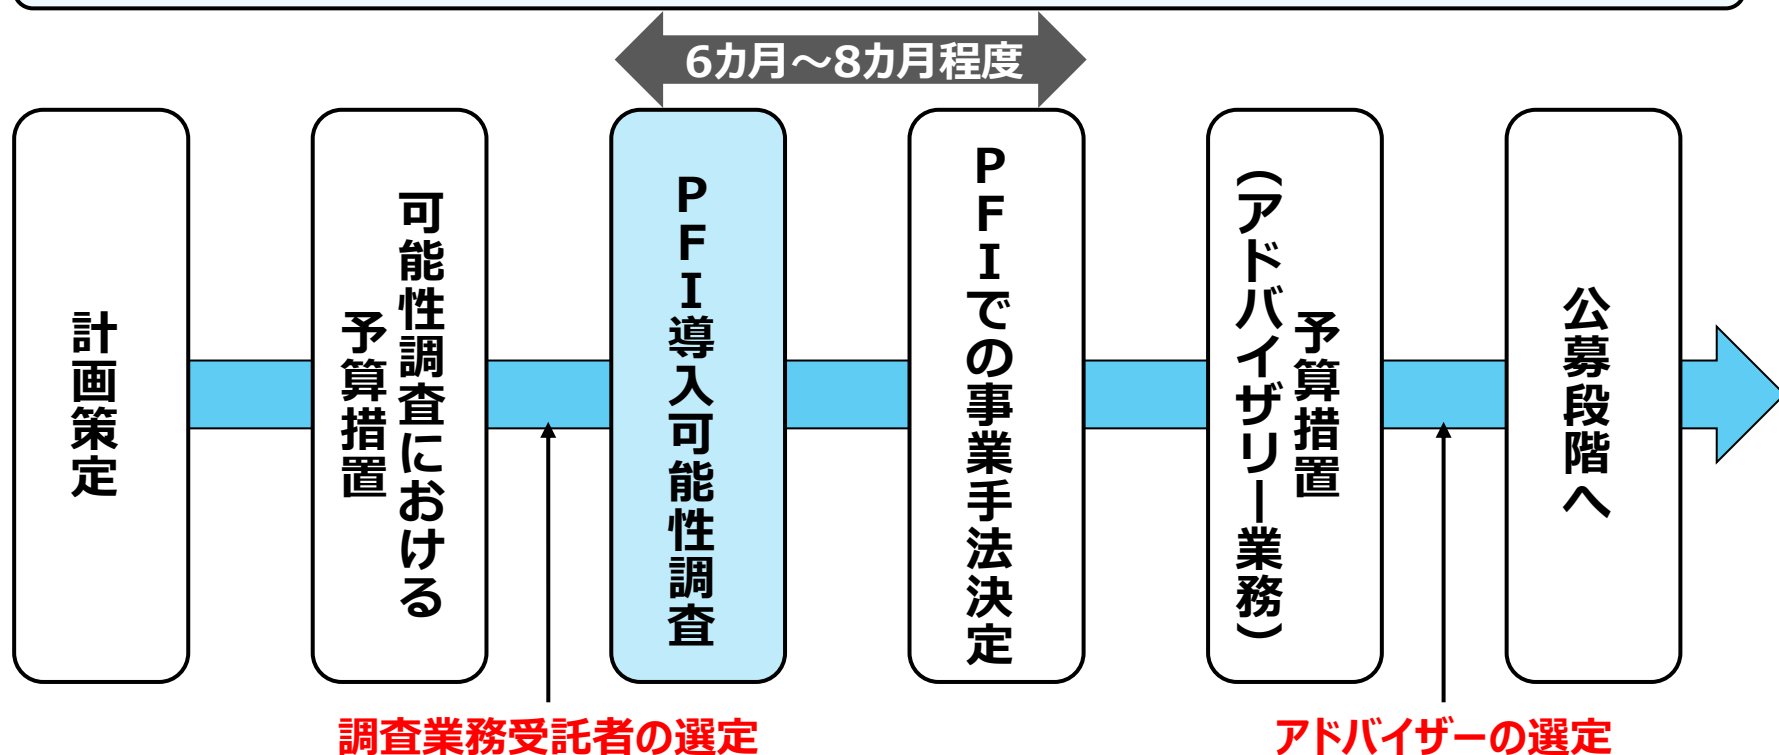 6カ月～8カ月程度
計画策定
可能性調査における
予算措置
PFI導入可能性調査
PFIでの事業手法決定
予算措置
（アドバイザリー業務）
公募段階へ
調査業務受託者の選定
アドバイザーの選定